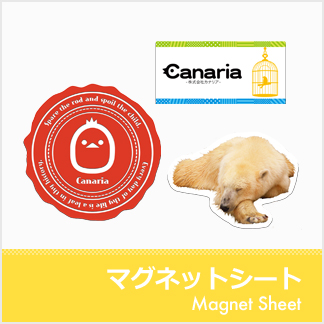 Canaria
-株式会社カナリア-
Spare the rod and spoil the child.
Canaria
Every day of thy life is a leaf in thy history.
マグネットシート
Magnet Sheet